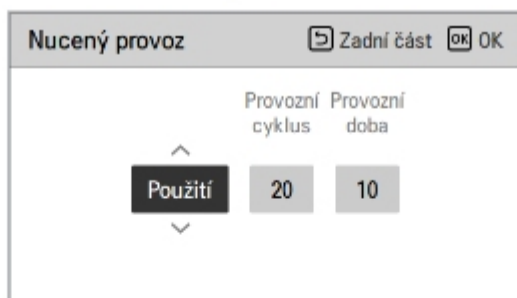 Nucený provoz Zadní část OK OK
Provozní Provozní
cyklus doba
Použití 20 10